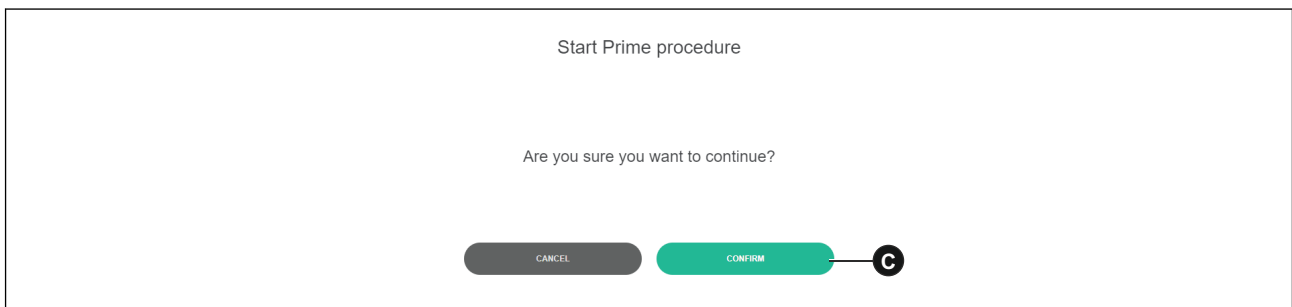 Start Prime procedure
Are you sure you want to continue?
CANCEL CONFIRM C